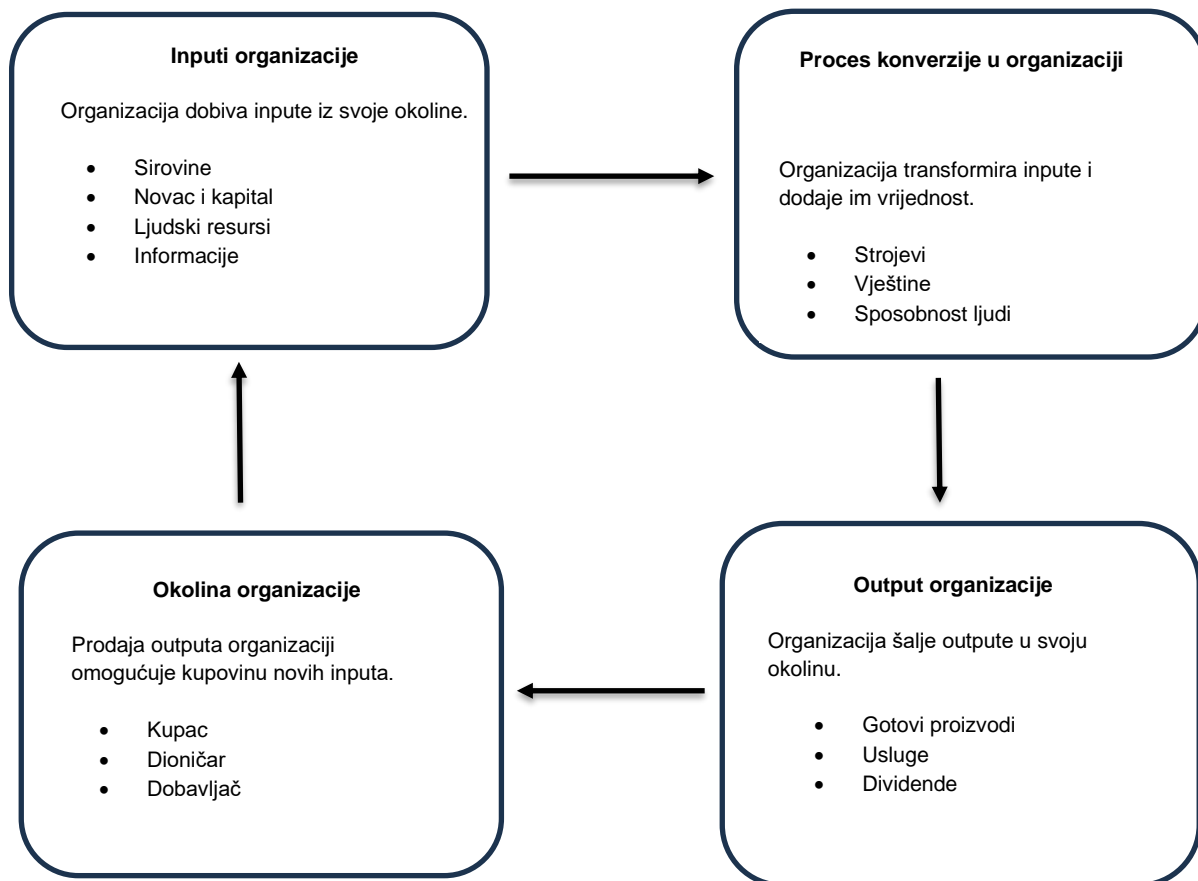 Inputi organizacije
Organizacija dobiva inpute iz svoje okoline.
• Sirovine
• Novac i kapital
• Ljudski resursi
• Informacije
Proces konverzije u organizaciji
Organizacija transformira inpute i
dodaje im vrijednost.
• Strojevi
• Vještine
• Sposobnost ljudi
Okolina organizacije
Prodaja outputa organizaciji
omogućuje kupovinu novih inputa.
• Kupac
• Dioničar
• Dobavljač
Output organizacije
Organizacija šalje outpute u svoju
okolinu.
• Gotovi proizvodi
• Usluge
• Dividende